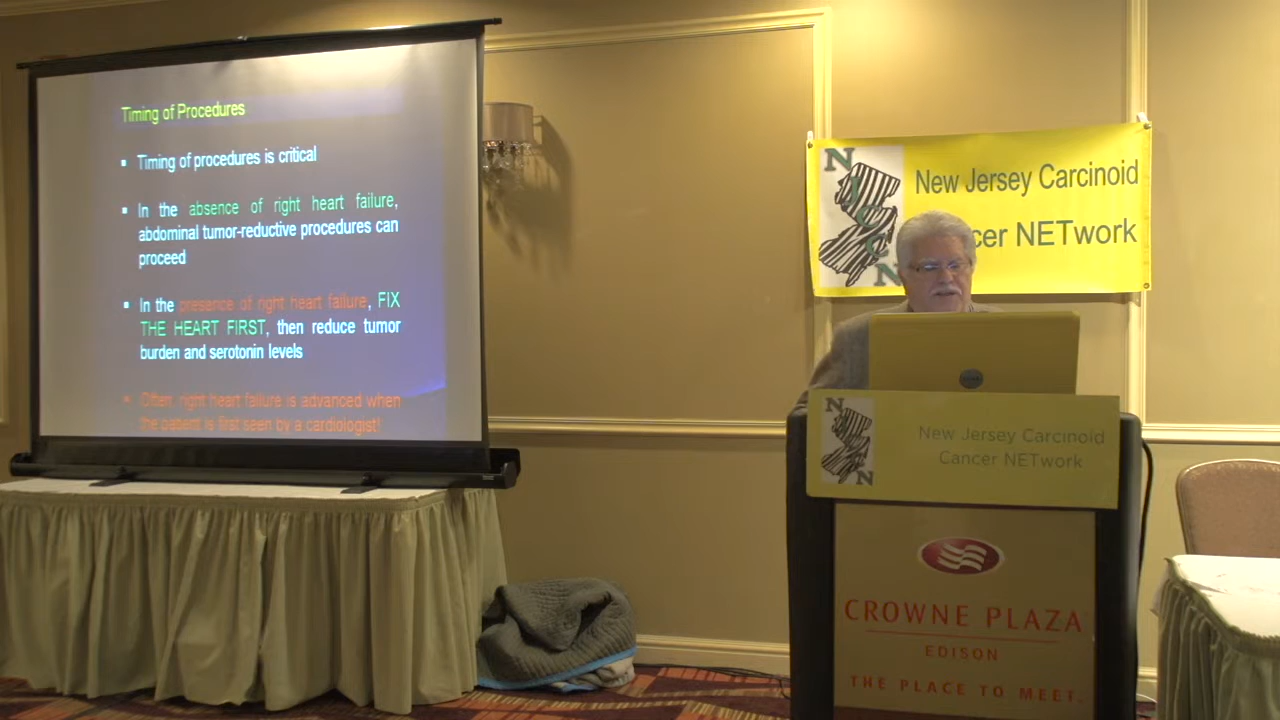 Timing of Procedures
▪ Timing of procedures is critical
▪ In the absence of right heart failure,
abdominal tumor-reductive procedures can
proceed
▪ In the presence of right heart failure, FIX
THE HEART FIRST, then reduce tumor
burden and serotonin levels
▪ Often, right heart failure is advanced when
the patient is first seen by a cardiologist!
NJCCN
New Jersey Carcinoid
cer NETwork
N N
New Jersey Carcinoid
Cancer NETwork
CROWNE PLAZA
EDISON
THE PLACE TO MEET.